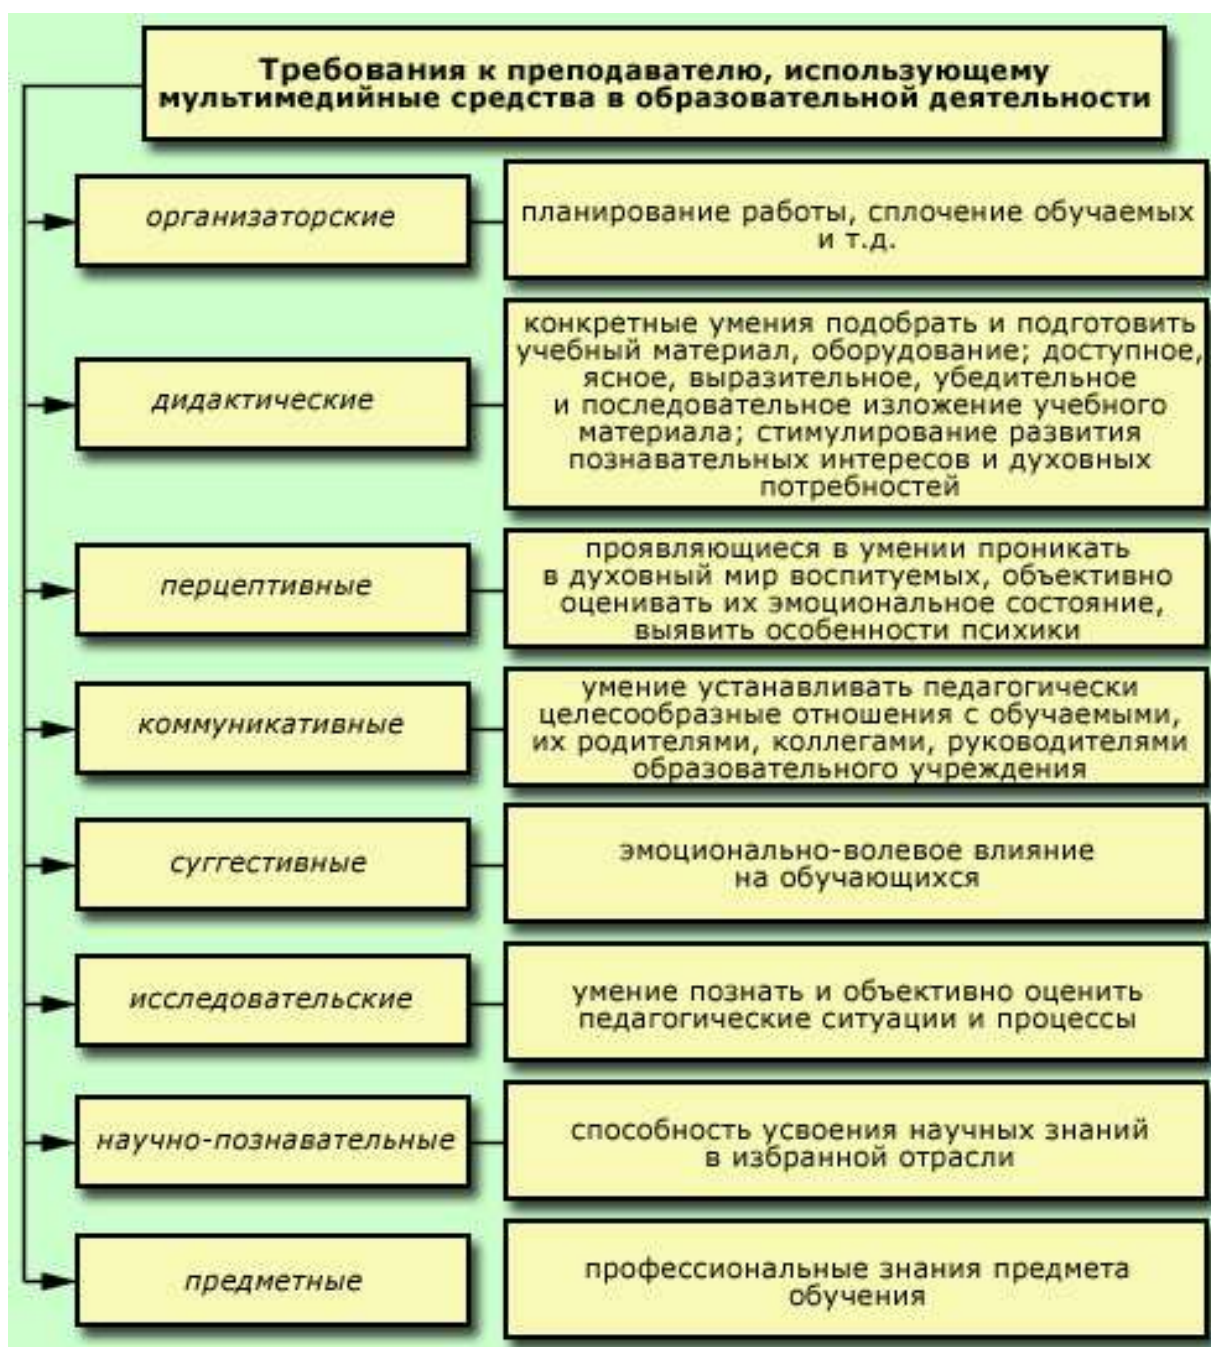 Требования к преподавателю, использующему
мультимедийные средства в образовательной деятельности
организаторские
планирование работы, сплочение обучаемых
и т.д.
дидактические
конкретные умения подобрать и подготовить
учебный материал, оборудование; доступное,
ясное, выразительное, убедительное
и последовательное изложение учебного
материала; стимулирование развития
познавательных интересов и духовных
потребностей
перцептивные
проявляющиеся в умении проникать
в духовный мир воспитуемых, объективно
оценивать их эмоциональное состояние,
выявить особенности психики
коммуникативные
умение устанавливать педагогически
целесообразные отношения с обучаемыми,
их родителями, коллегами, руководителями
образовательного учреждения
суггестивные
эмоционально-волевое влияние
на обучающихся
исследовательские
умение познать и объективно оценить
педагогические ситуации и процессы
научно-познавательные
способность усвоения научных знаний
в избранной отрасли
предметные
профессиональные знания предмета
обучения